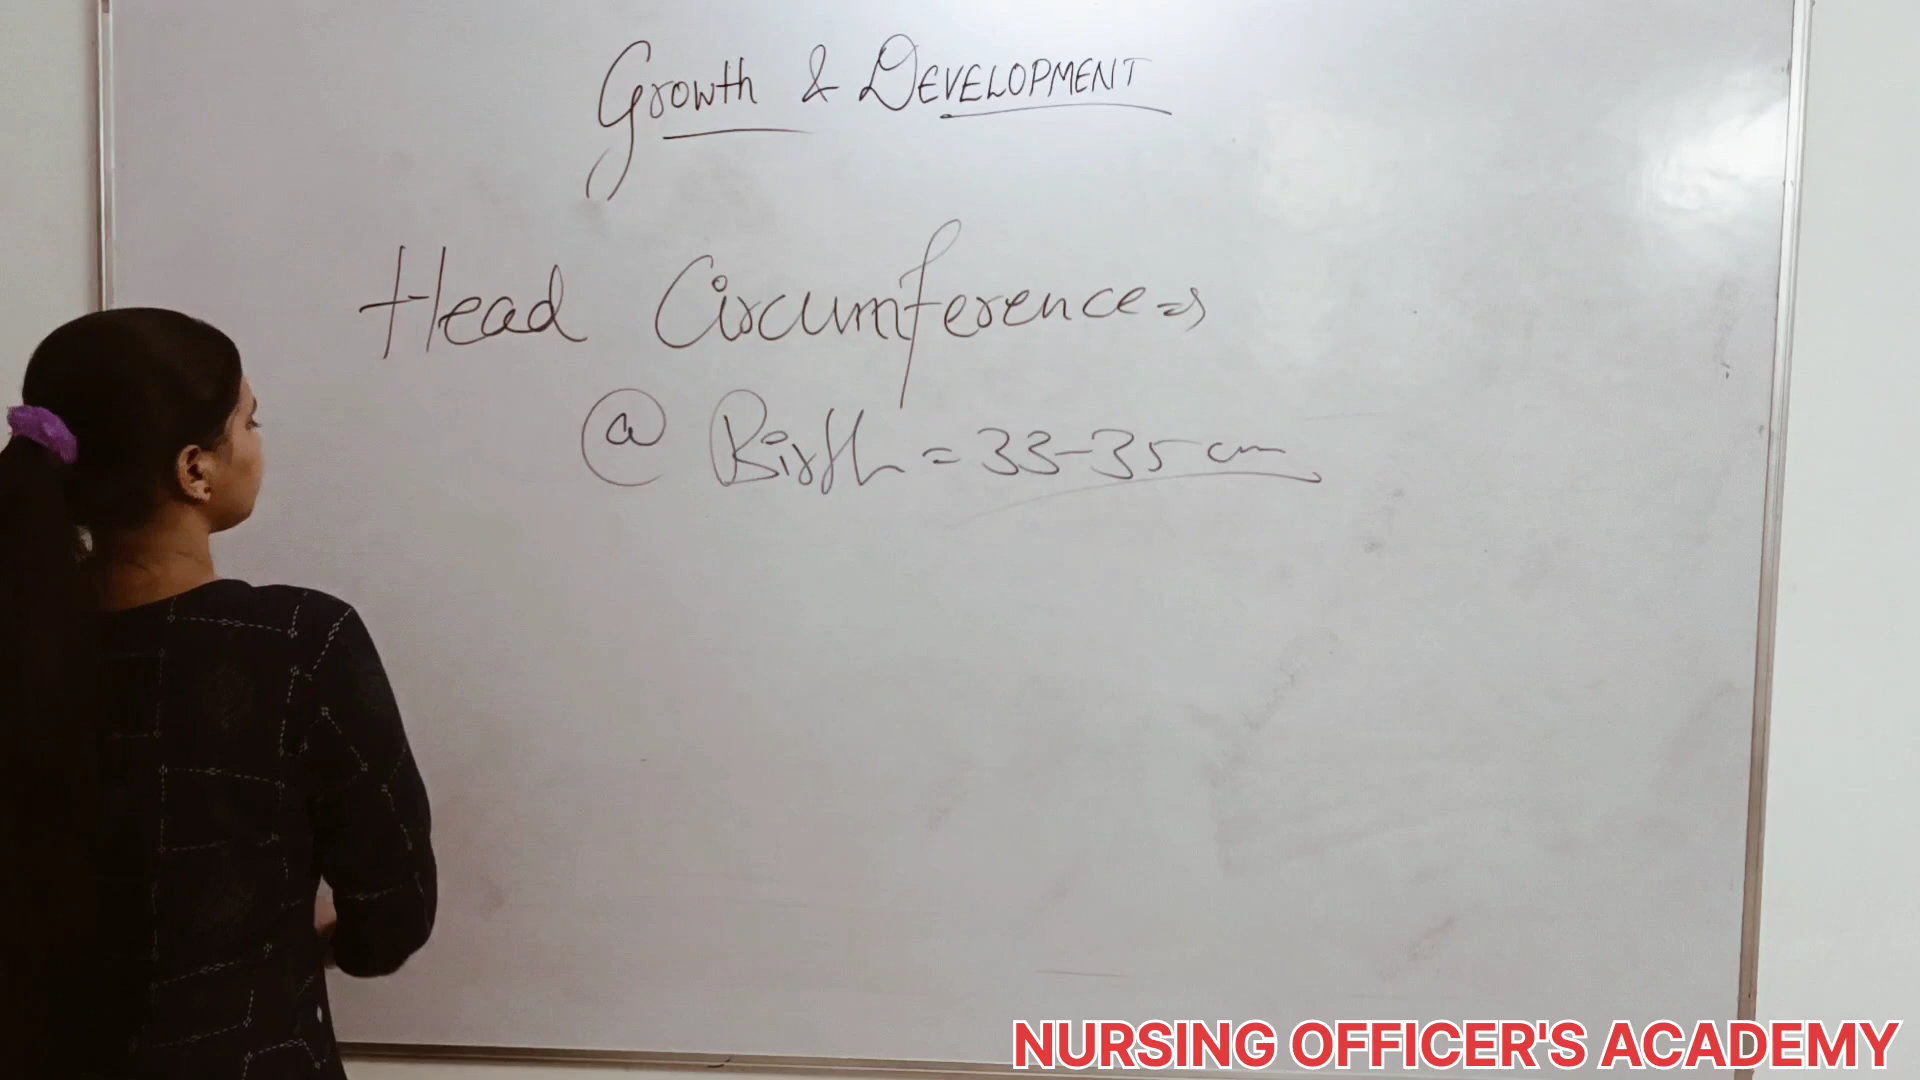 Growth & DEVELOPMENT
Head Circumference ⇒
@ Birth = 33-35 cm
NURSING OFFICER'S ACADEMY